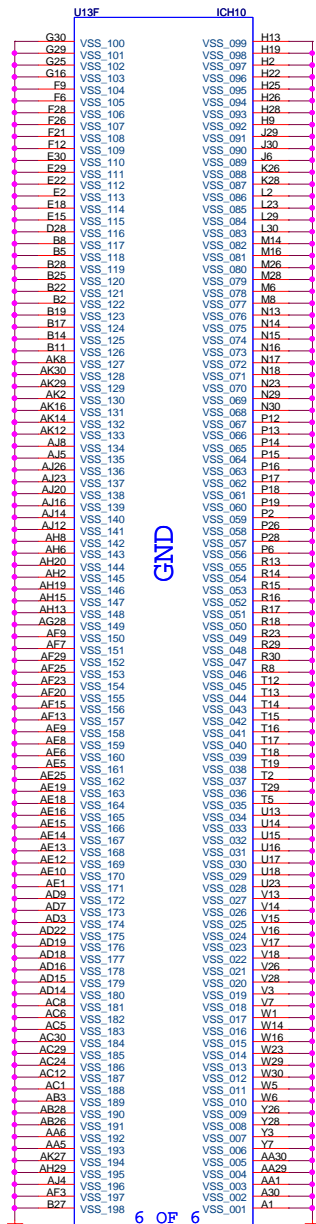 U13F ICH10
G30 VSS_100 VSS_099 H13
G29 VSS_101 VSS_098 H19
G25 VSS_102 VSS_097 H2
G16 VSS_103 VSS_096 H22
F9 VSS_104 VSS_095 H25
F6 VSS_105 VSS_094 H26
F28 VSS_106 VSS_093 H28
F26 VSS_107 VSS_092 H9
F21 VSS_108 VSS_091 J29
F12 VSS_109 VSS_090 J30
E30 VSS_110 VSS_089 J6
E29 VSS_111 VSS_088 K26
E22 VSS_112 VSS_087 K28
E2 VSS_113 VSS_086 L2
E18 VSS_114 VSS_085 L23
E15 VSS_115 VSS_084 L29
D28 VSS_116 VSS_083 L30
B8 VSS_117 VSS_082 M14
B5 VSS_118 VSS_081 M16
B28 VSS_119 VSS_080 M26
B25 VSS_120 VSS_079 M28
B22 VSS_121 VSS_078 M6
B2 VSS_122 VSS_077 M8
B19 VSS_123 VSS_076 N13
B17 VSS_124 VSS_075 N14
B14 VSS_125 VSS_074 N15
B11 VSS_126 VSS_073 N16
AK8 VSS_127 VSS_072 N17
AK30 VSS_128 VSS_071 N18
AK29 VSS_129 VSS_070 N23
AK2 VSS_130 VSS_069 N29
AK16 VSS_131 VSS_068 N30
AK14 VSS_132 VSS_067 P12
AK12 VSS_133 VSS_066 P13
AJ8 VSS_134 VSS_065 P14
AJ5 VSS_135 VSS_064 P15
AJ26 VSS_136 VSS_063 P16
AJ23 VSS_137 VSS_062 P17
AJ20 VSS_138 VSS_061 P18
AJ16 VSS_139 VSS_060 P19
AJ14 VSS_140 VSS_059 P2
AJ12 VSS_141 VSS_058 P26
AH8 VSS_142 VSS_057 P28
AH6 VSS_143 VSS_056 P6
AH20 VSS_144 VSS_055 R13
AH2 VSS_145 VSS_054 R14
AH19 VSS_146 VSS_053 R15
AH15 VSS_147 VSS_052 R16
AH13 VSS_148 VSS_051 R17
AG28 VSS_149 VSS_050 R18
AF9 VSS_150 VSS_049 R23
AF7 VSS_151 VSS_048 R29
AF29 VSS_152 VSS_047 R30
AF25 VSS_153 VSS_046 R8
AF23 VSS_154 VSS_045 T12
AF20 VSS_155 VSS_044 T13
AF15 VSS_156 VSS_043 T14
AF13 VSS_157 VSS_042 T15
AE9 VSS_158 VSS_041 T16
AE8 VSS_159 VSS_040 T17
AE6 VSS_160 VSS_039 T18
AE5 VSS_161 VSS_038 T19
AE25 VSS_162 VSS_037 T2
AE19 VSS_163 VSS_036 T29
AE18 VSS_164 VSS_035 T5
AE16 VSS_165 VSS_034 U13
AE15 VSS_166 VSS_033 U14
AE14 VSS_167 VSS_032 U15
AE13 VSS_168 VSS_031 U16
AE12 VSS_169 VSS_030 U17
AE10 VSS_170 VSS_029 U18
AE1 VSS_171 VSS_028 U23
AD9 VSS_172 VSS_027 V13
AD7 VSS_173 VSS_026 V14
AD3 VSS_174 VSS_025 V15
AD22 VSS_175 VSS_024 V16
AD19 VSS_176 VSS_023 V17
AD18 VSS_177 VSS_022 V18
AD16 VSS_178 VSS_021 V26
AD15 VSS_179 VSS_020 V28
AD14 VSS_180 VSS_019 V3
AC8 VSS_181 VSS_018 V7
AC6 VSS_182 VSS_017 W1
AC5 VSS_183 VSS_016 W14
AC30 VSS_184 VSS_015 W16
AC29 VSS_185 VSS_014 W23
AC24 VSS_186 VSS_013 W29
AC12 VSS_187 VSS_012 W30
AC1 VSS_188 VSS_011 W5
AB3 VSS_189 VSS_010 W6
AB28 VSS_190 VSS_009 Y26
AB26 VSS_191 VSS_008 Y28
AA6 VSS_192 VSS_007 Y3
AA5 VSS_193 VSS_006 Y7
AK27 VSS_194 VSS_005 AA30
AH29 VSS_195 VSS_004 AA29
AJ4 VSS_196 VSS_003 AA1
AF3 VSS_197 VSS_002 A30
B27 VSS_198 VSS_001 A1
GND
6 OF 6